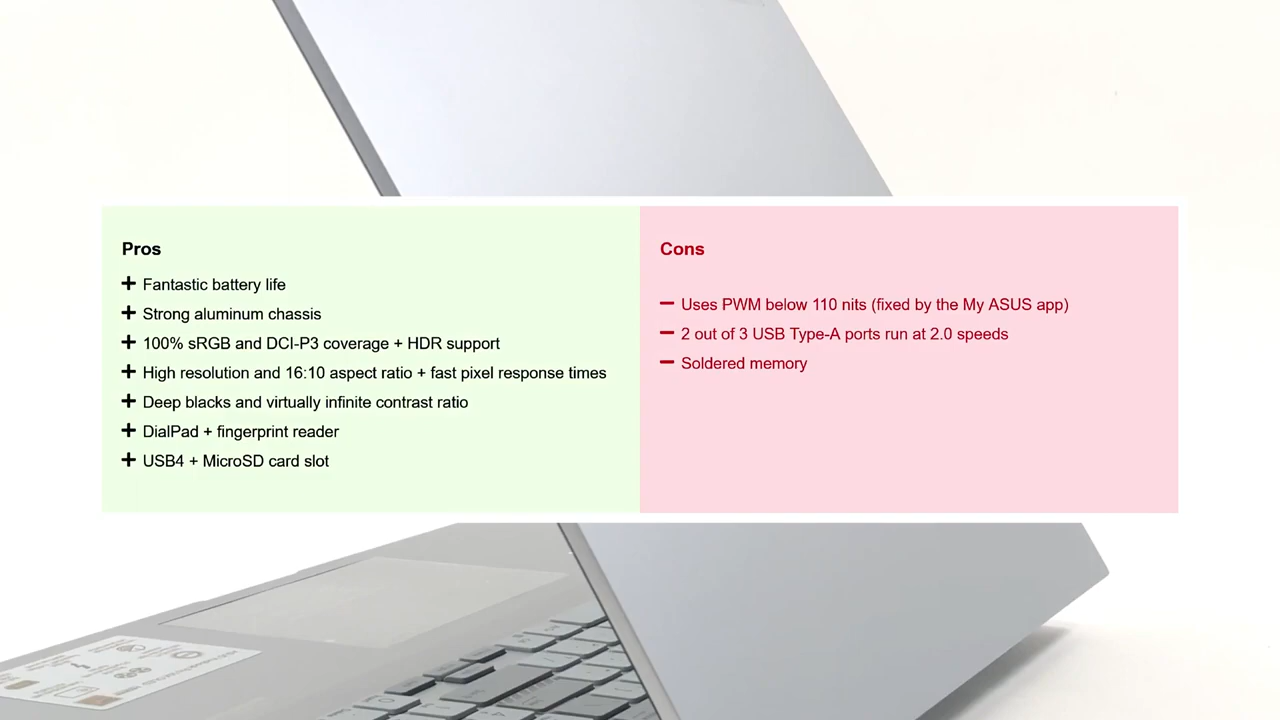 Pros
Fantastic battery life
Strong aluminum chassis
100% sRGB and DCI-P3 coverage + HDR support
High resolution and 16:10 aspect ratio + fast pixel response times
Deep blacks and virtually infinite contrast ratio
DialPad + fingerprint reader
USB4 + MicroSD card slot
Cons
Uses PWM below 110 nits (fixed by the My ASUS app)
2 out of 3 USB Type-A ports run at 2.0 speeds
Soldered memory